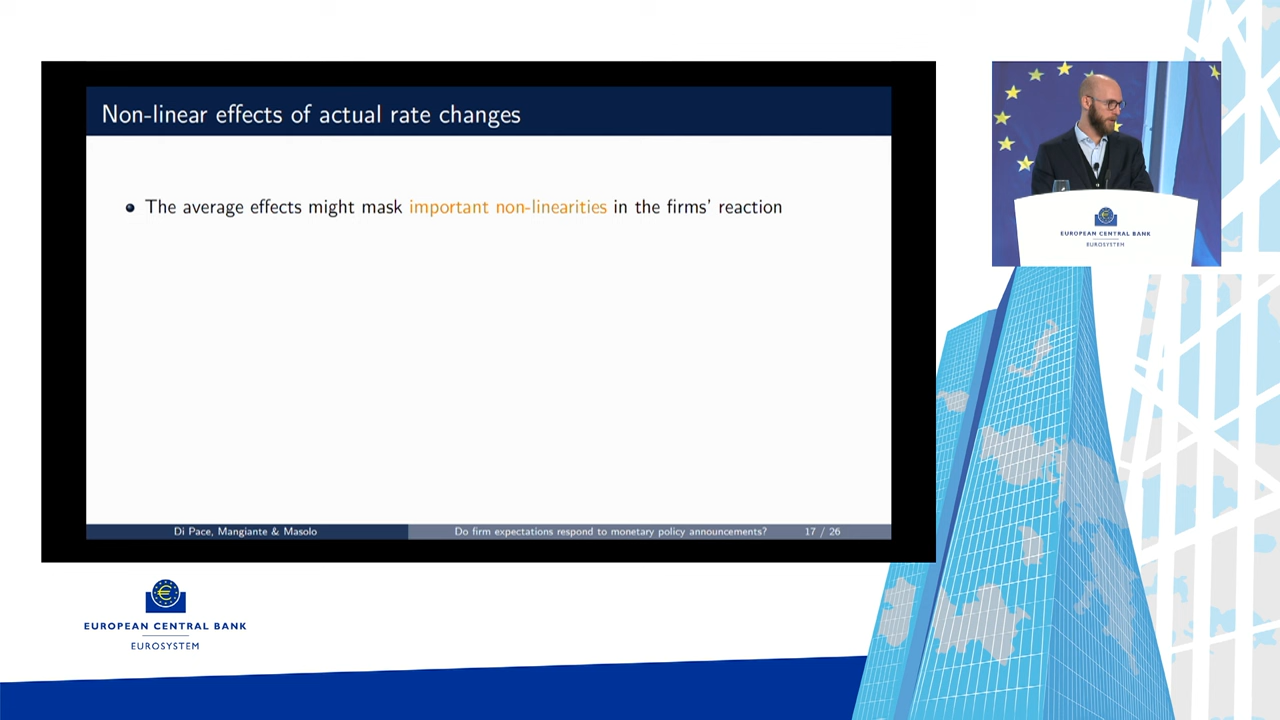 Non-linear effects of actual rate changes
The average effects might mask important non-linearities in the firms' reaction
Di Pace, Mangiante & Masolo
Do firm expectations respond to monetary policy announcements?
17 / 26
EUROPEAN CENTRAL BANK
EUROSYSTEM
EUROPEAN CENTRAL BANK
EUROSYSTEM